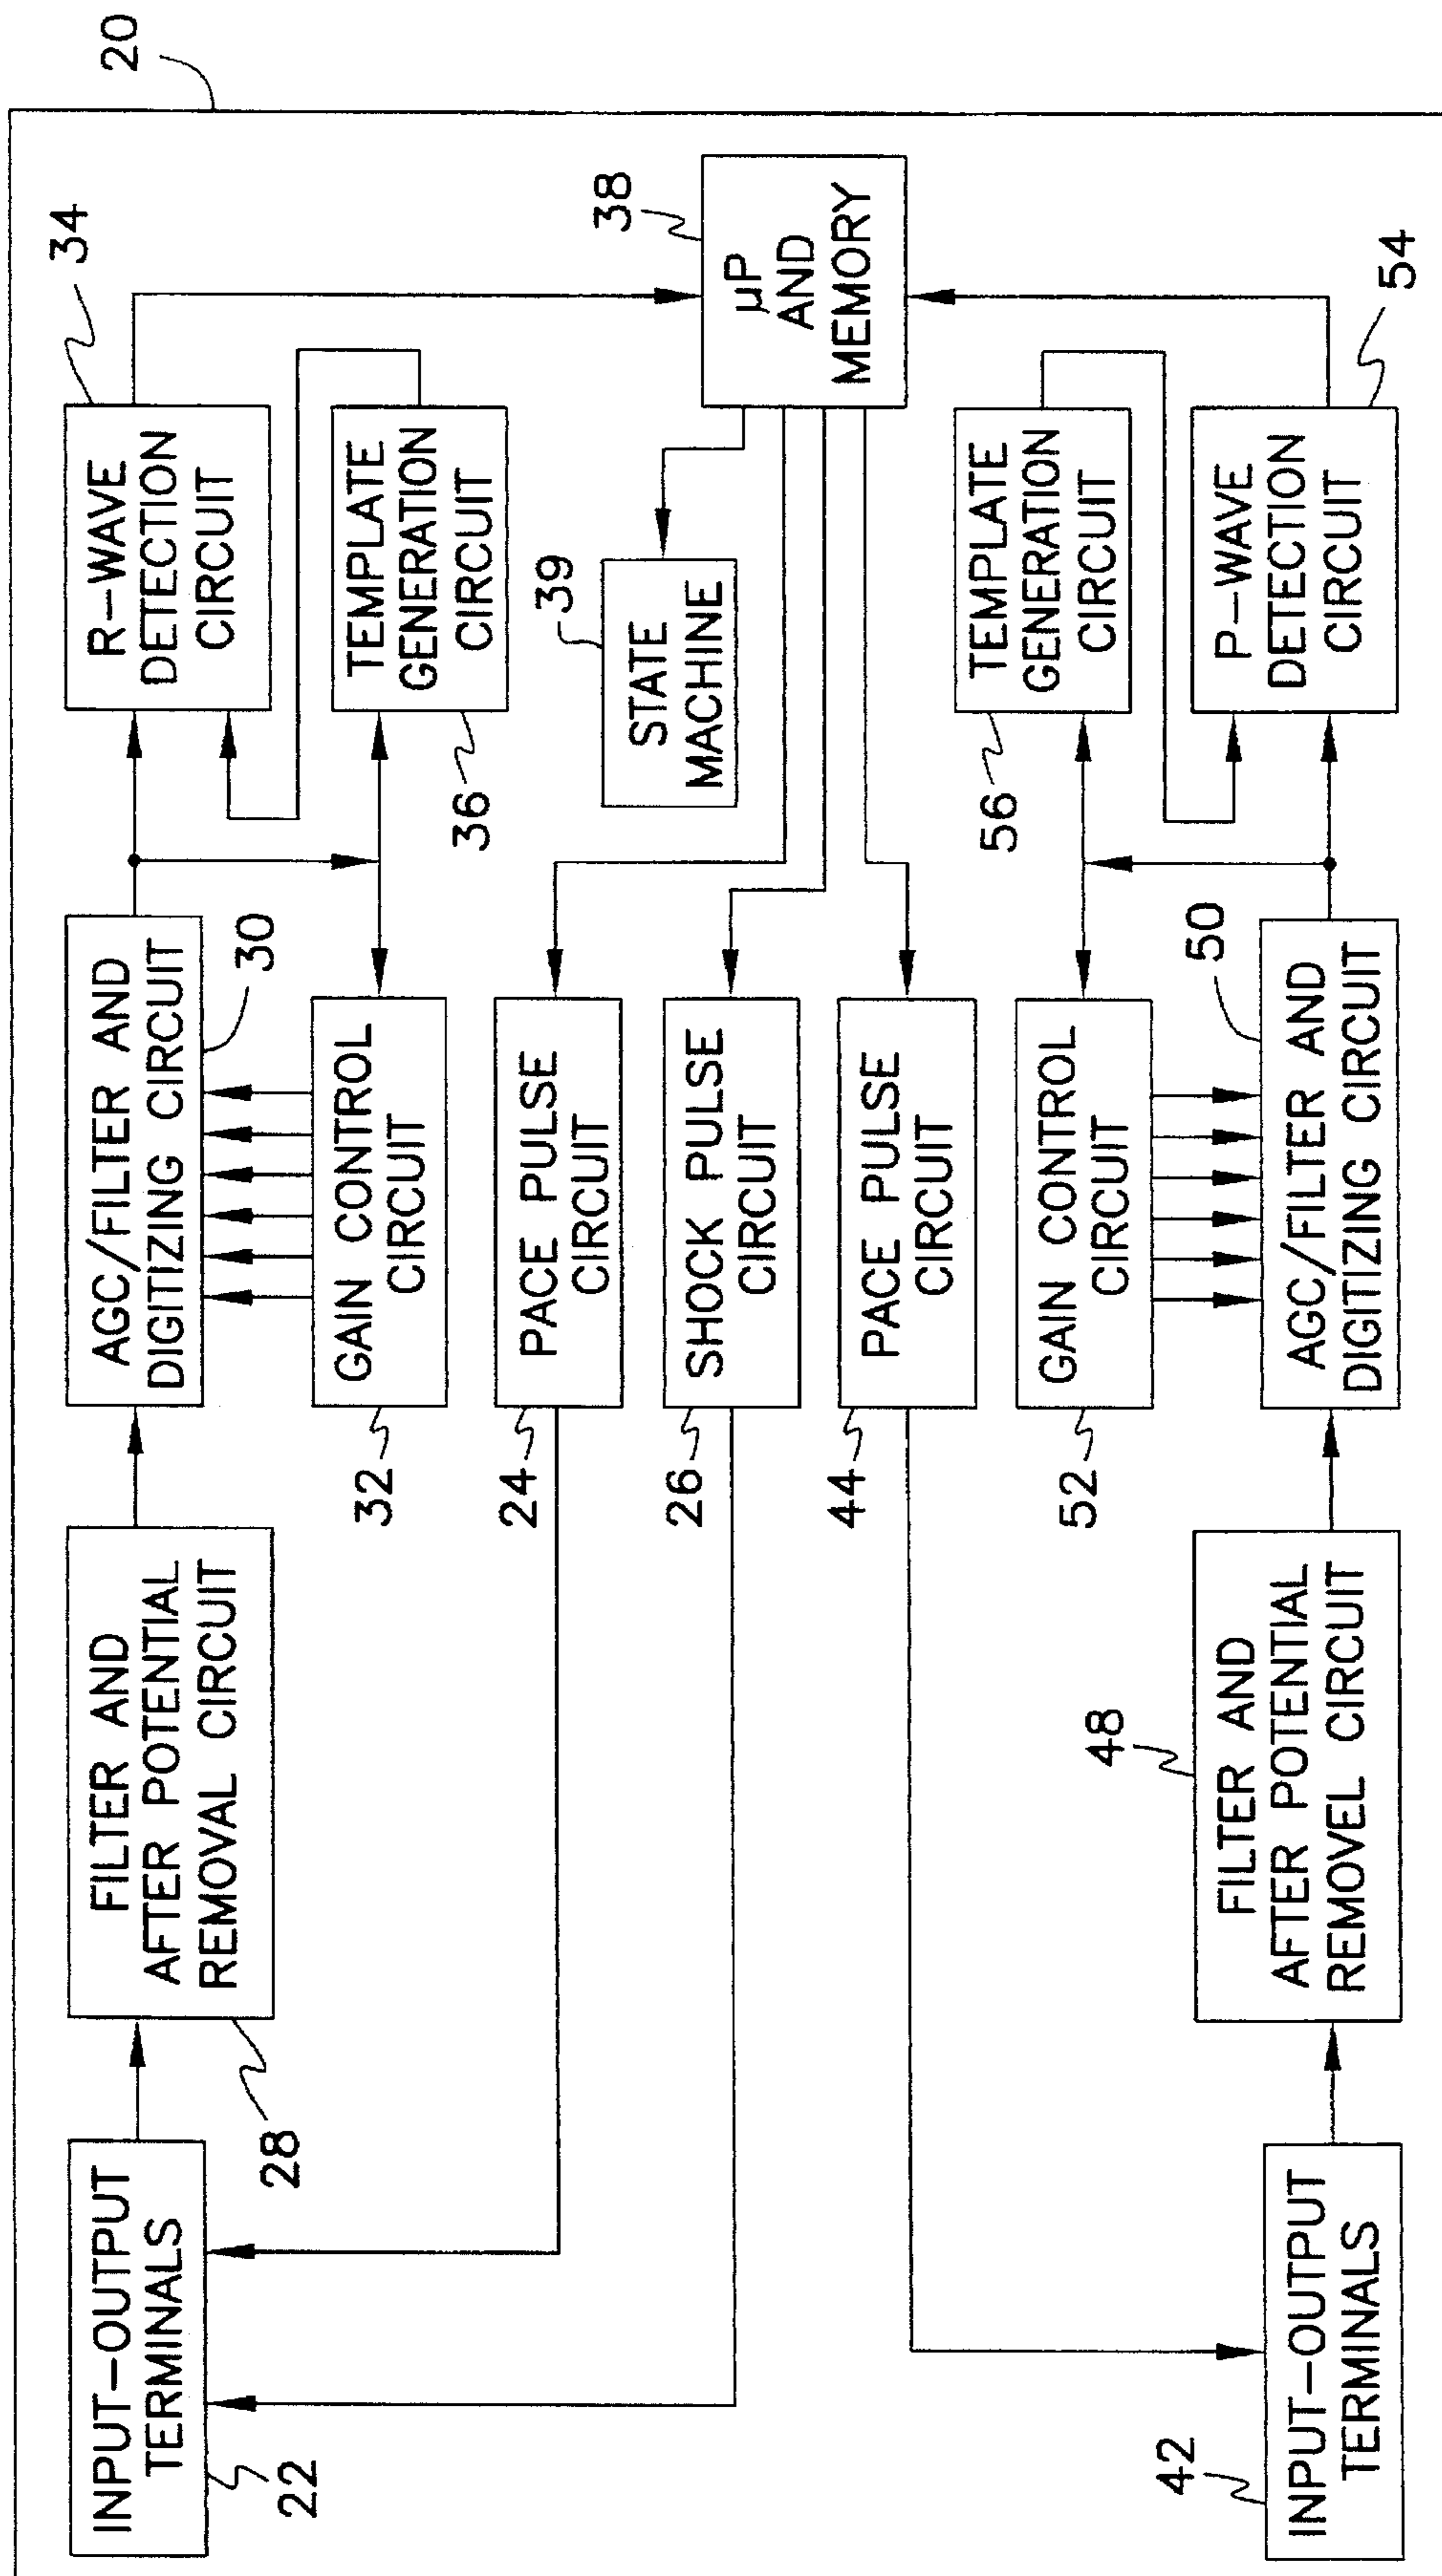 20
INPUT-OUTPUT
TERMINALS
22
FILTER AND
AFTER POTENTIAL
REMOVAL CIRCUIT
28
AGC/FILTER AND
DIGITIZING CIRCUIT
30
R-WAVE
DETECTION
CIRCUIT
34
GAIN CONTROL
CIRCUIT
32
TEMPLATE
GENERATION
CIRCUIT
36
PACE PULSE
CIRCUIT
24
STATE
MACHINE
39
µP
AND
MEMORY
38
SHOCK PULSE
CIRCUIT
26
PACE PULSE
CIRCUIT
44
GAIN CONTROL
CIRCUIT
52
TEMPLATE
GENERATION
CIRCUIT
56
INPUT-OUTPUT
TERMINALS
42
FILTER AND
AFTER POTENTIAL
REMOVEL CIRCUIT
48
AGC/FILTER AND
DIGITIZING CIRCUIT
50
P-WAVE
DETECTION
CIRCUIT
54